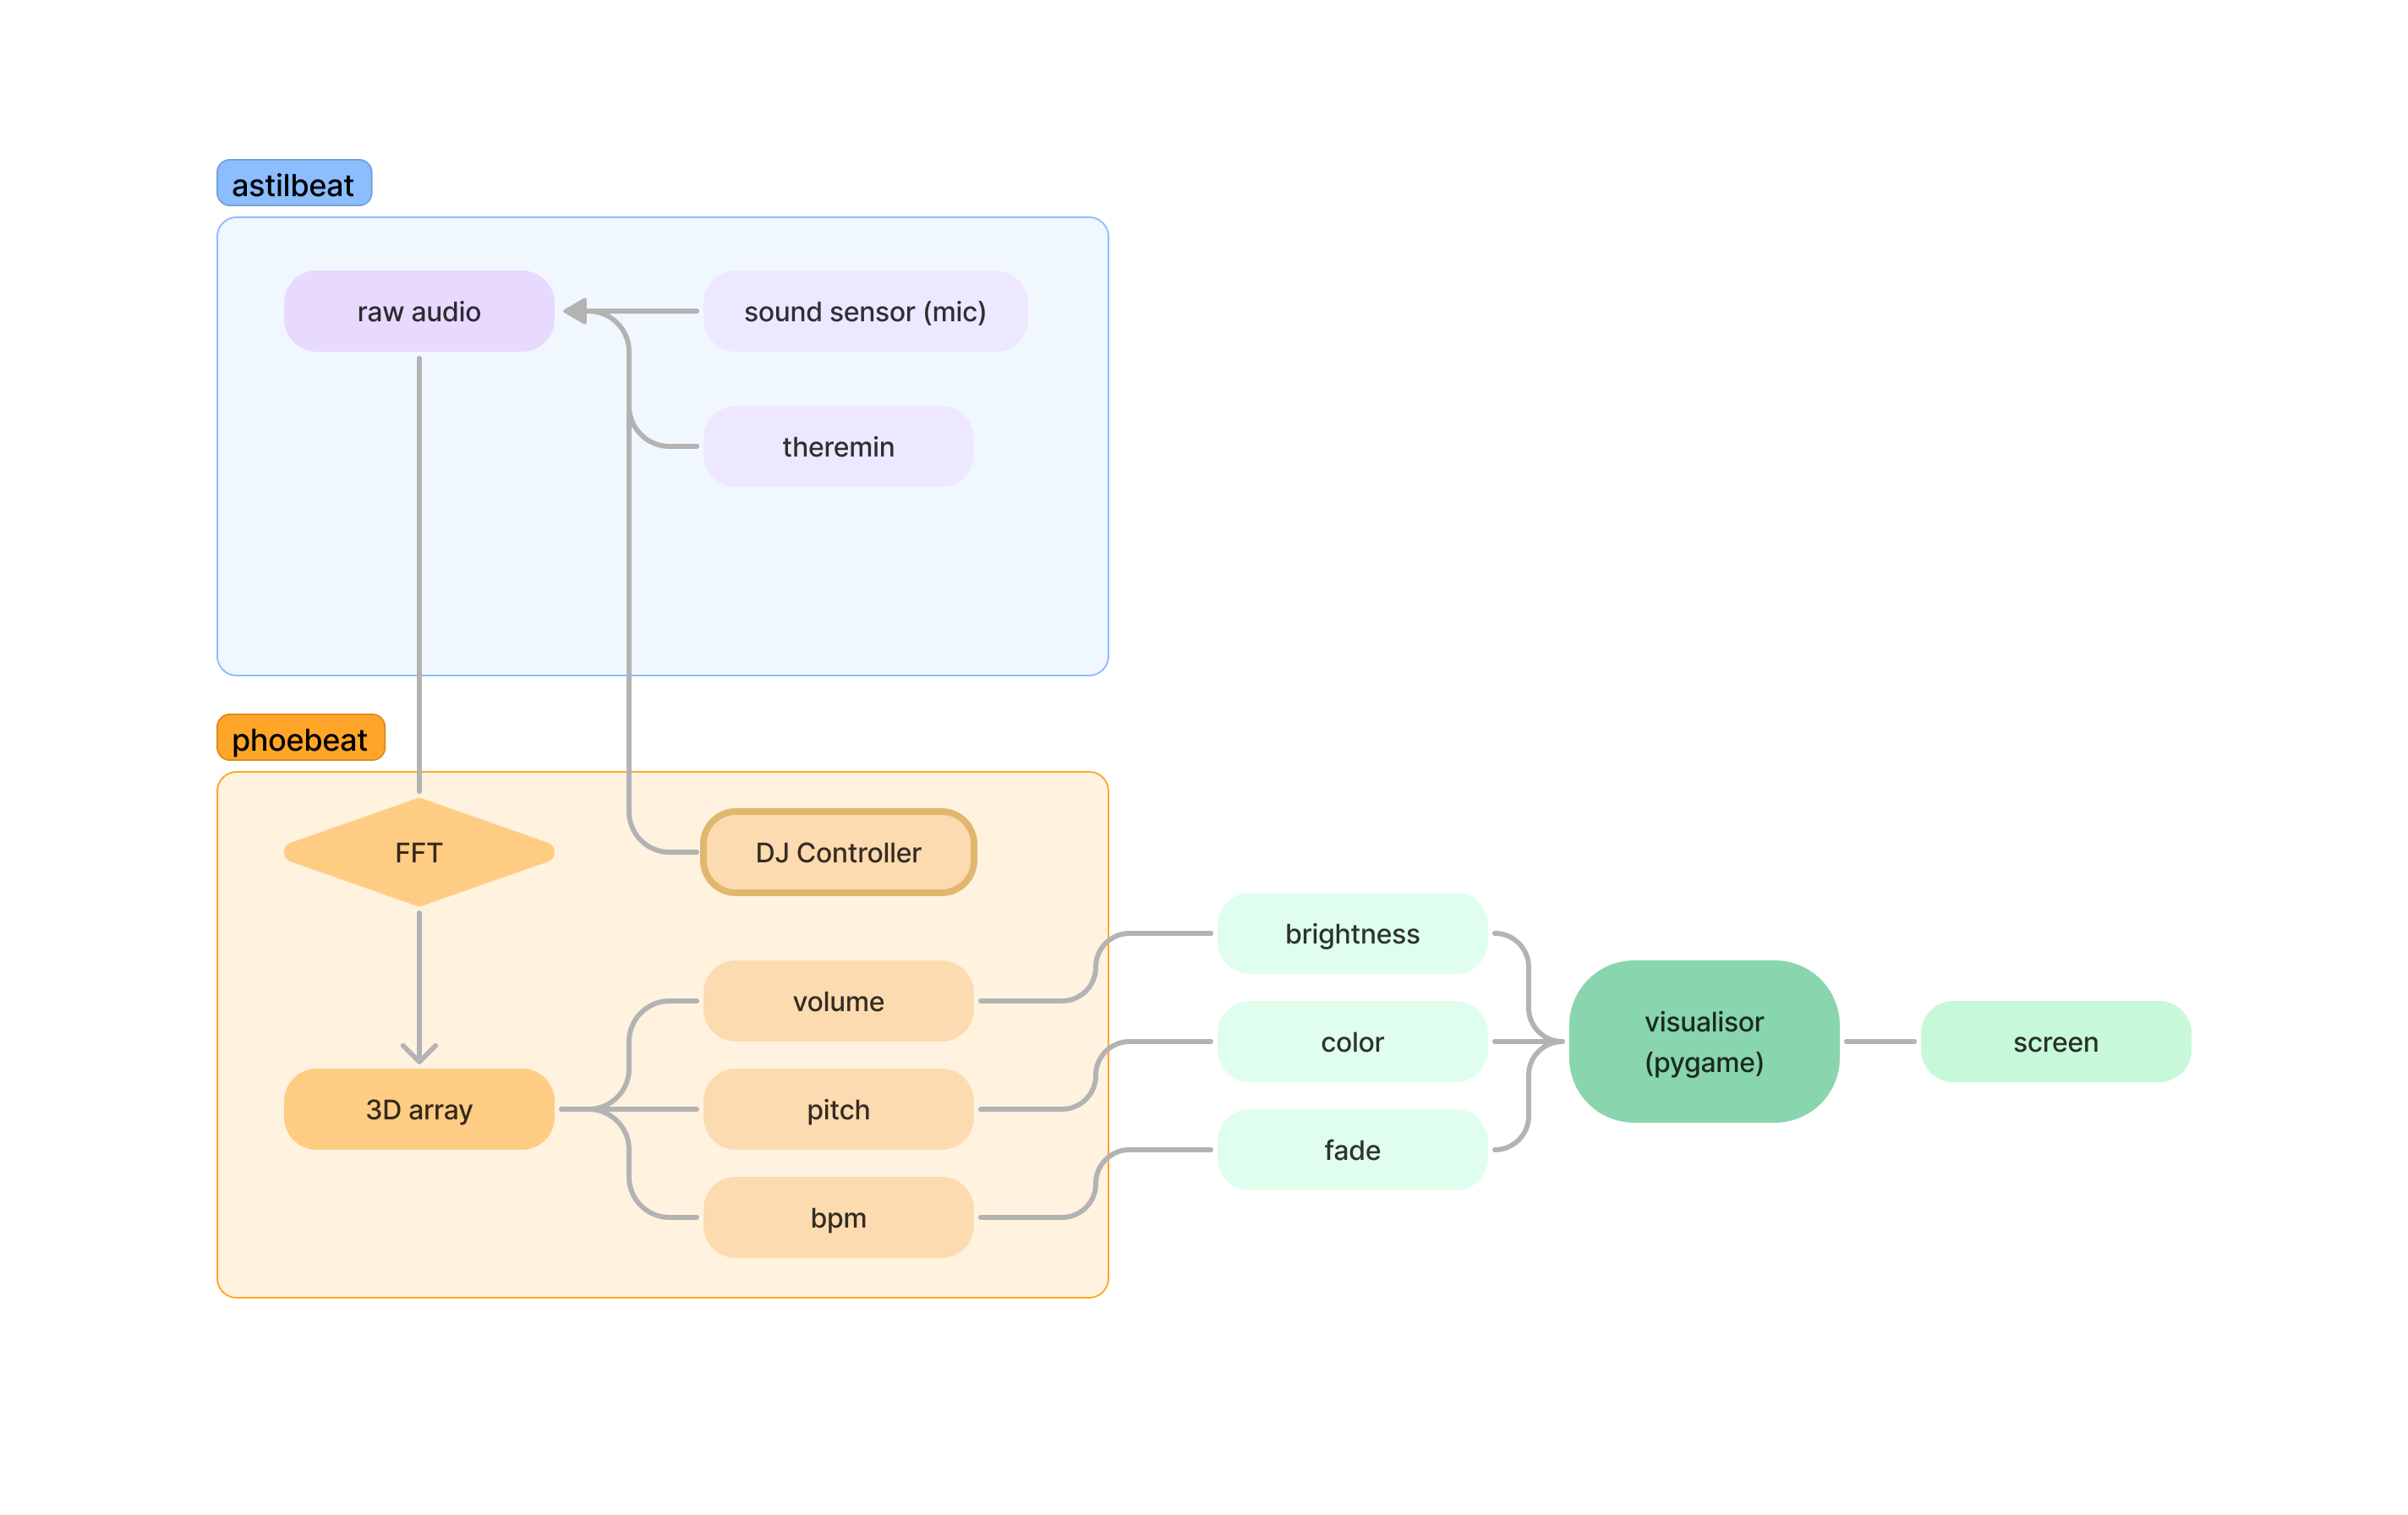 astilbeat
raw audio
sound sensor (mic)
theremin
phoebeat
FFT
DJ Controller
volume
3D array
pitch
bpm
brightness
color
fade
visualisor
(pygame)
screen